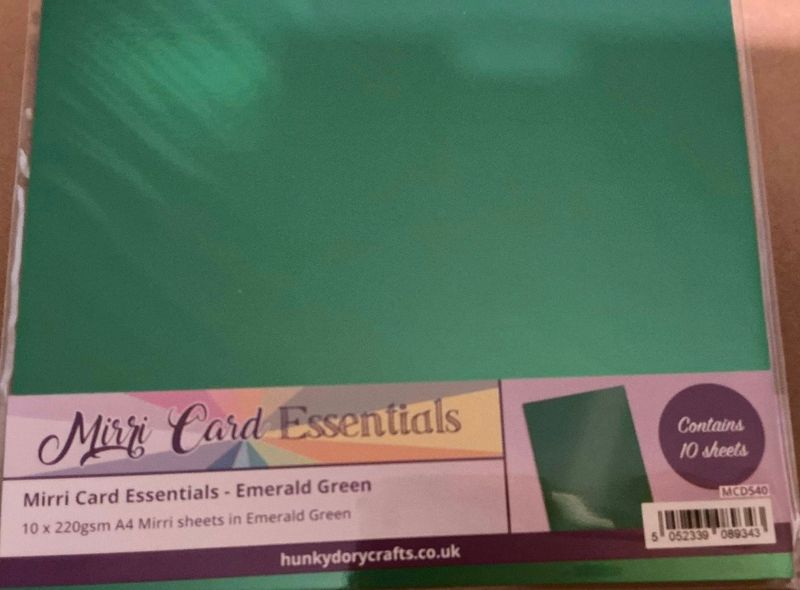 Mirri Card Essentials
Contains
10 sheets
Mirri Card Essentials - Emerald Green
10 x 220gsm A4 Mirri sheets in Emerald Green
MCD540
5 052339 089343
hunkydorycrafts.co.uk